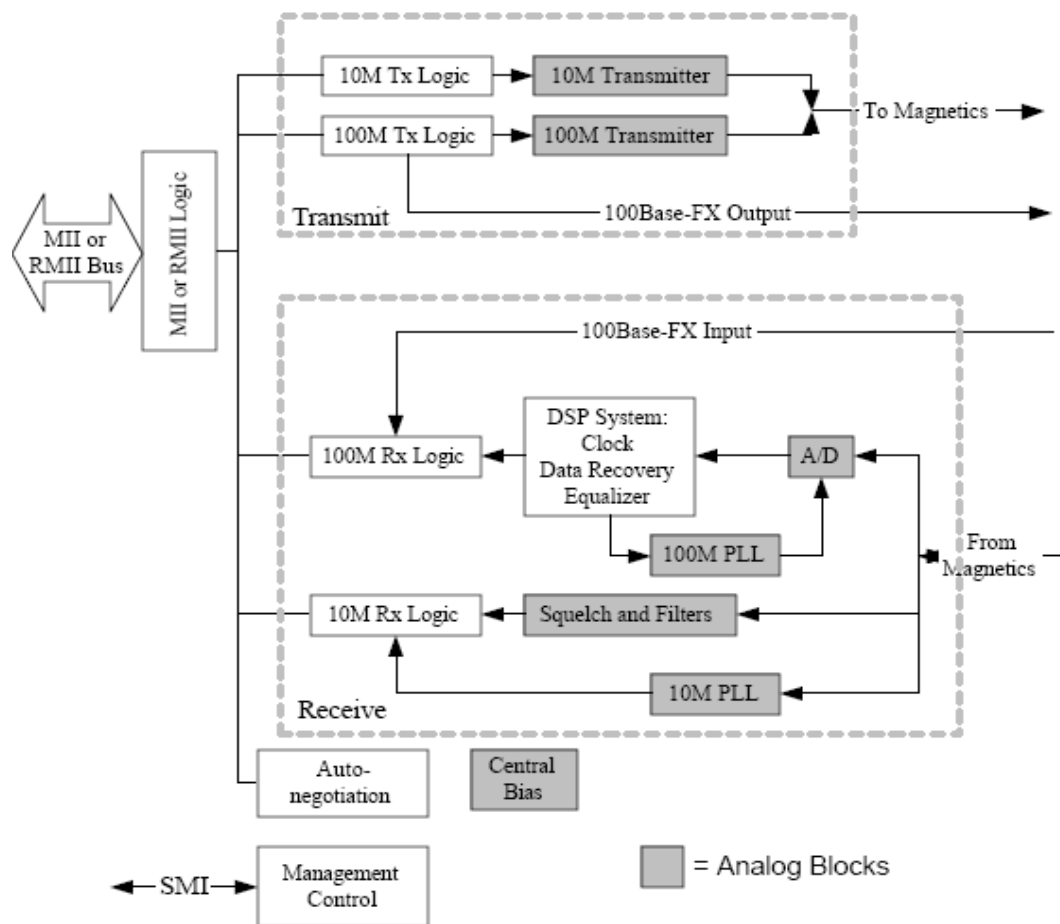 10M Tx Logic
10M Transmitter
To Magnetics
100M Tx Logic
100M Transmitter
Transmit
100Base-FX Output
MII or
RMII Bus
MII or RMII Logic
100Base-FX Input
DSP System:
Clock
Data Recovery
Equalizer
100M Rx Logic
A/D
100M PLL
From
Magnetics
10M Rx Logic
Squelch and Filters
10M PLL
Receive
Auto-
negotiation
Central
Bias
SMI
Management
Control
= Analog Blocks